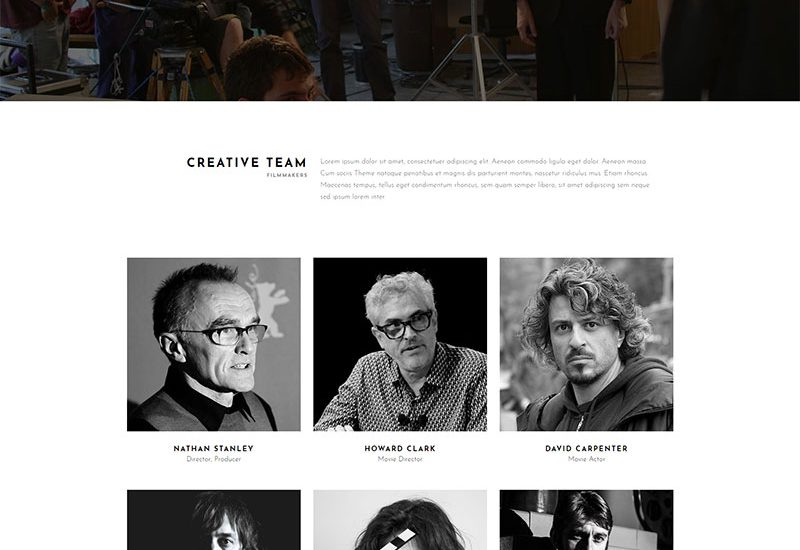 CREATIVE TEAM
FILMMAKERS
Lorem ipsum dolor sit amet, consectetuer adipiscing elit. Aenean commodo ligula eget dolor. Aenean massa.
Cum sociis Theme natoque penatibus et magnis dis parturient montes, nascetur ridiculus mus. Etiam rhoncus.
Maecenas tempus, tellus eget condimentum rhoncus, sem quam semper libero, sit amet adipiscing sem neque
sed ipsum lorem inter.
NATHAN STANLEY
Director, Producer
HOWARD CLARK
Movie Director
DAVID CARPENTER
Movie Actor